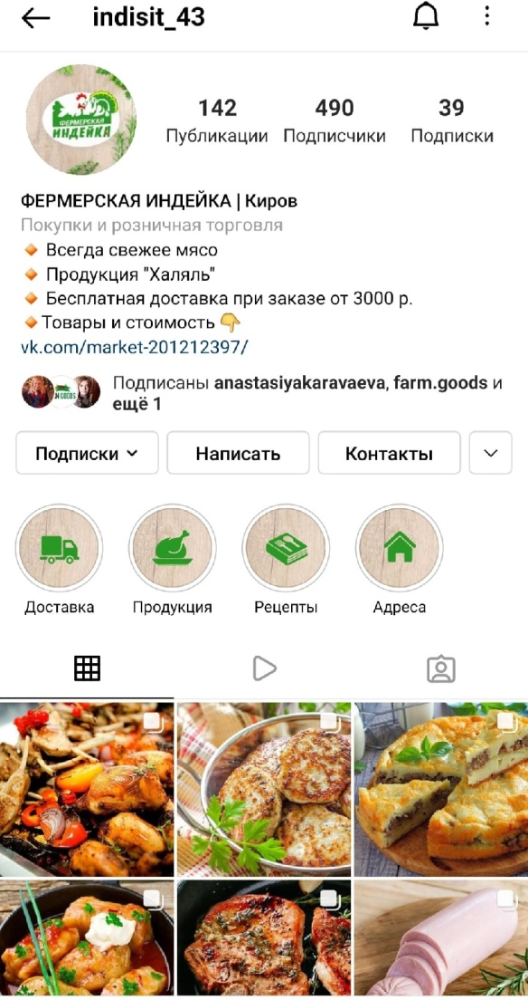 indisit_43
ФЕРМЕРСКАЯ
ИНДЕЙКА
142 490 39
Публикации Подписчики Подписки
ФЕРМЕРСКАЯ ИНДЕЙКА | Киров
Покупки и розничная торговля
🔸 Всегда свежее мясо
🔸 Продукция "Халяль"
🔸 Бесплатная доставка при заказе от 3000 р.
🔸Товары и стоимость 👇
vk.com/market-201212397/
GOODS
Подписаны anastasiyakaravaeva, farm.goods и
ещё 1
Подписки Написать Контакты
Доставка Продукция Рецепты Адреса